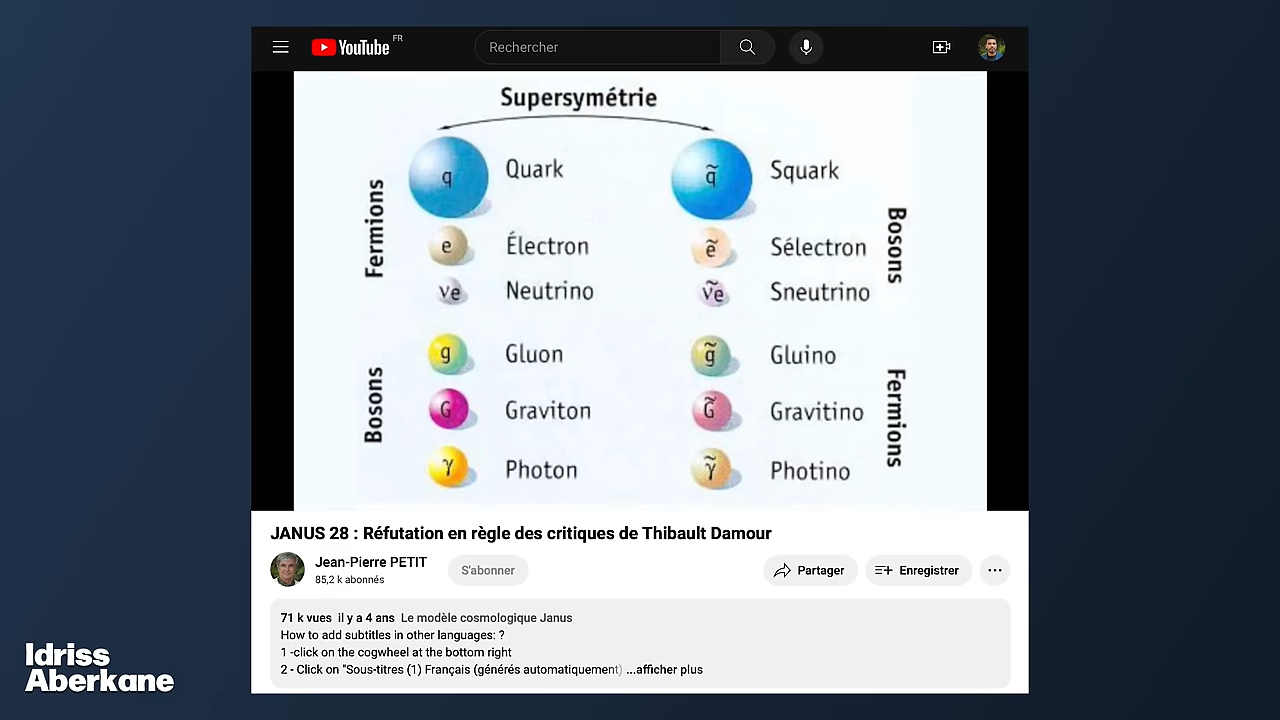 YouTube FR
Rechercher
Supersymétrie
Fermions
q Quark
q̃ Squark
e Électron
ẽ Sélectron
νe Neutrino
ν̃e Sneutrino
Bosons
Bosons
g Gluon
g̃ Gluino
G Graviton
G̃ Gravitino
γ Photon
γ̃ Photino
Fermions
JANUS 28 : Réfutation en règle des critiques de Thibault Damour
Jean-Pierre PETIT
85,2 k abonnés
S'abonner
Partager
Enregistrer
71 k vues il y a 4 ans Le modèle cosmologique Janus
How to add subtitles in other languages: ?
1 -click on the cogwheel at the bottom right
2 - Click on "Sous-titres (1) Français (générés automatiquement) ...afficher plus
Idriss
Aberkane